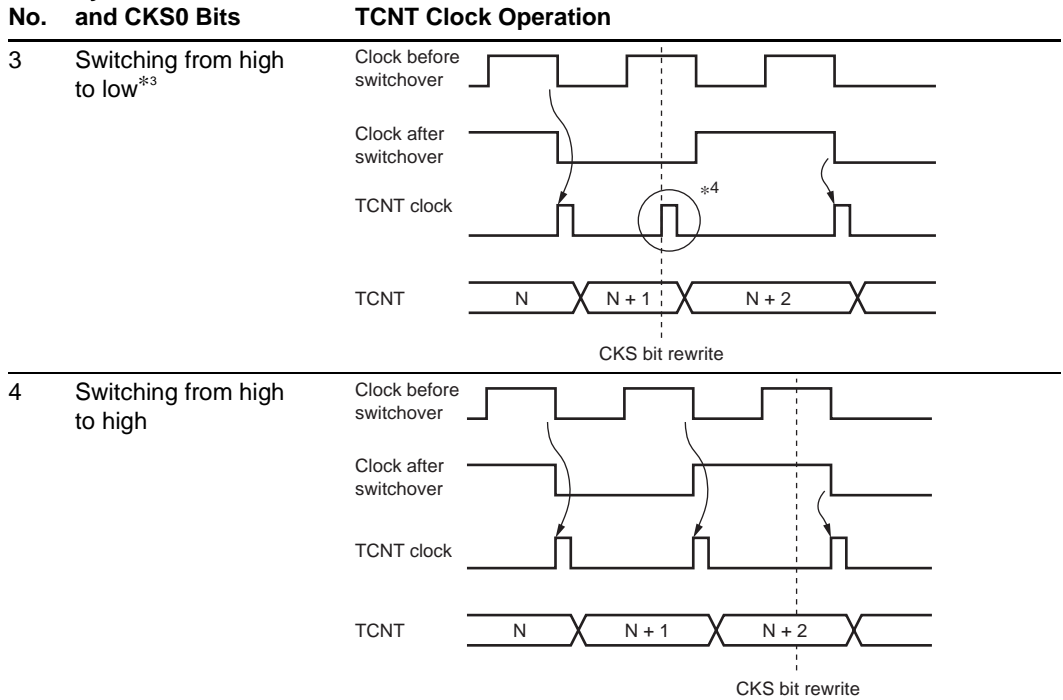 No. and CKS0 Bits TCNT Clock Operation
3 Switching from high to low*3
Clock before switchover
Clock after switchover
TCNT clock
*4
TCNT N N + 1 N + 2
CKS bit rewrite
4 Switching from high to high
Clock before switchover
Clock after switchover
TCNT clock
TCNT N N + 1 N + 2
CKS bit rewrite